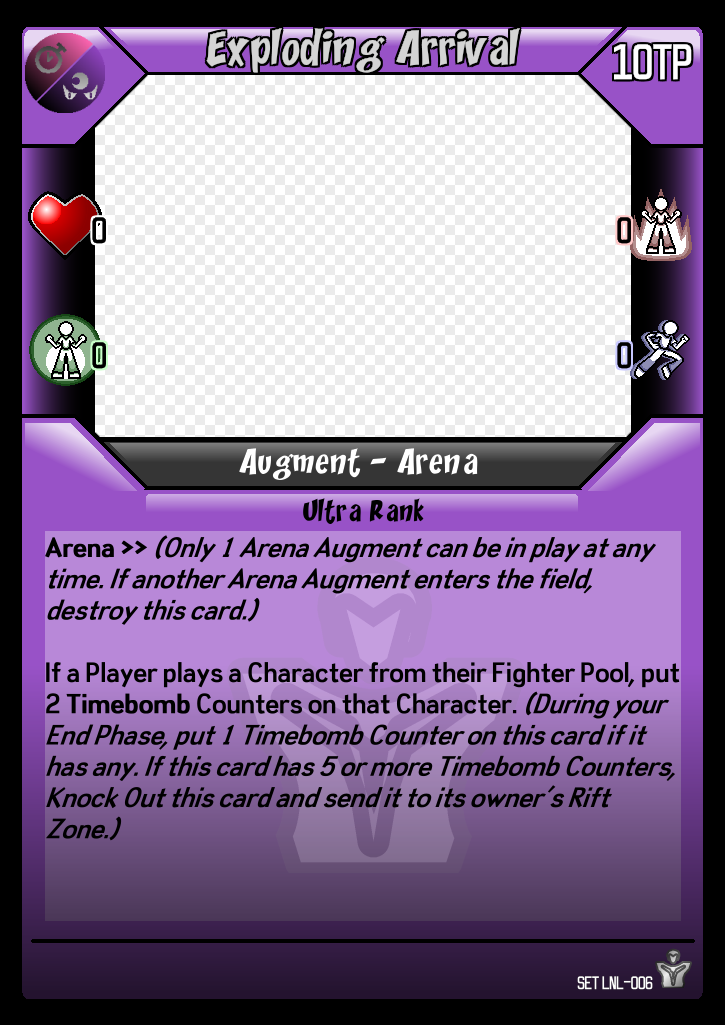 Exploding Arrival
10TP
0
0
0
0
Augment - Arena
Ultra Rank
Arena >> (Only 1 Arena Augment can be in play at any
time. If another Arena Augment enters the field,
destroy this card.)
If a Player plays a Character from their Fighter Pool, put
2 Timebomb Counters on that Character. (During your
End Phase, put 1 Timebomb Counter on this card if it
has any. If this card has 5 or more Timebomb Counters,
Knock Out this card and send it to its owner's Rift
Zone.)
SET LNL-006